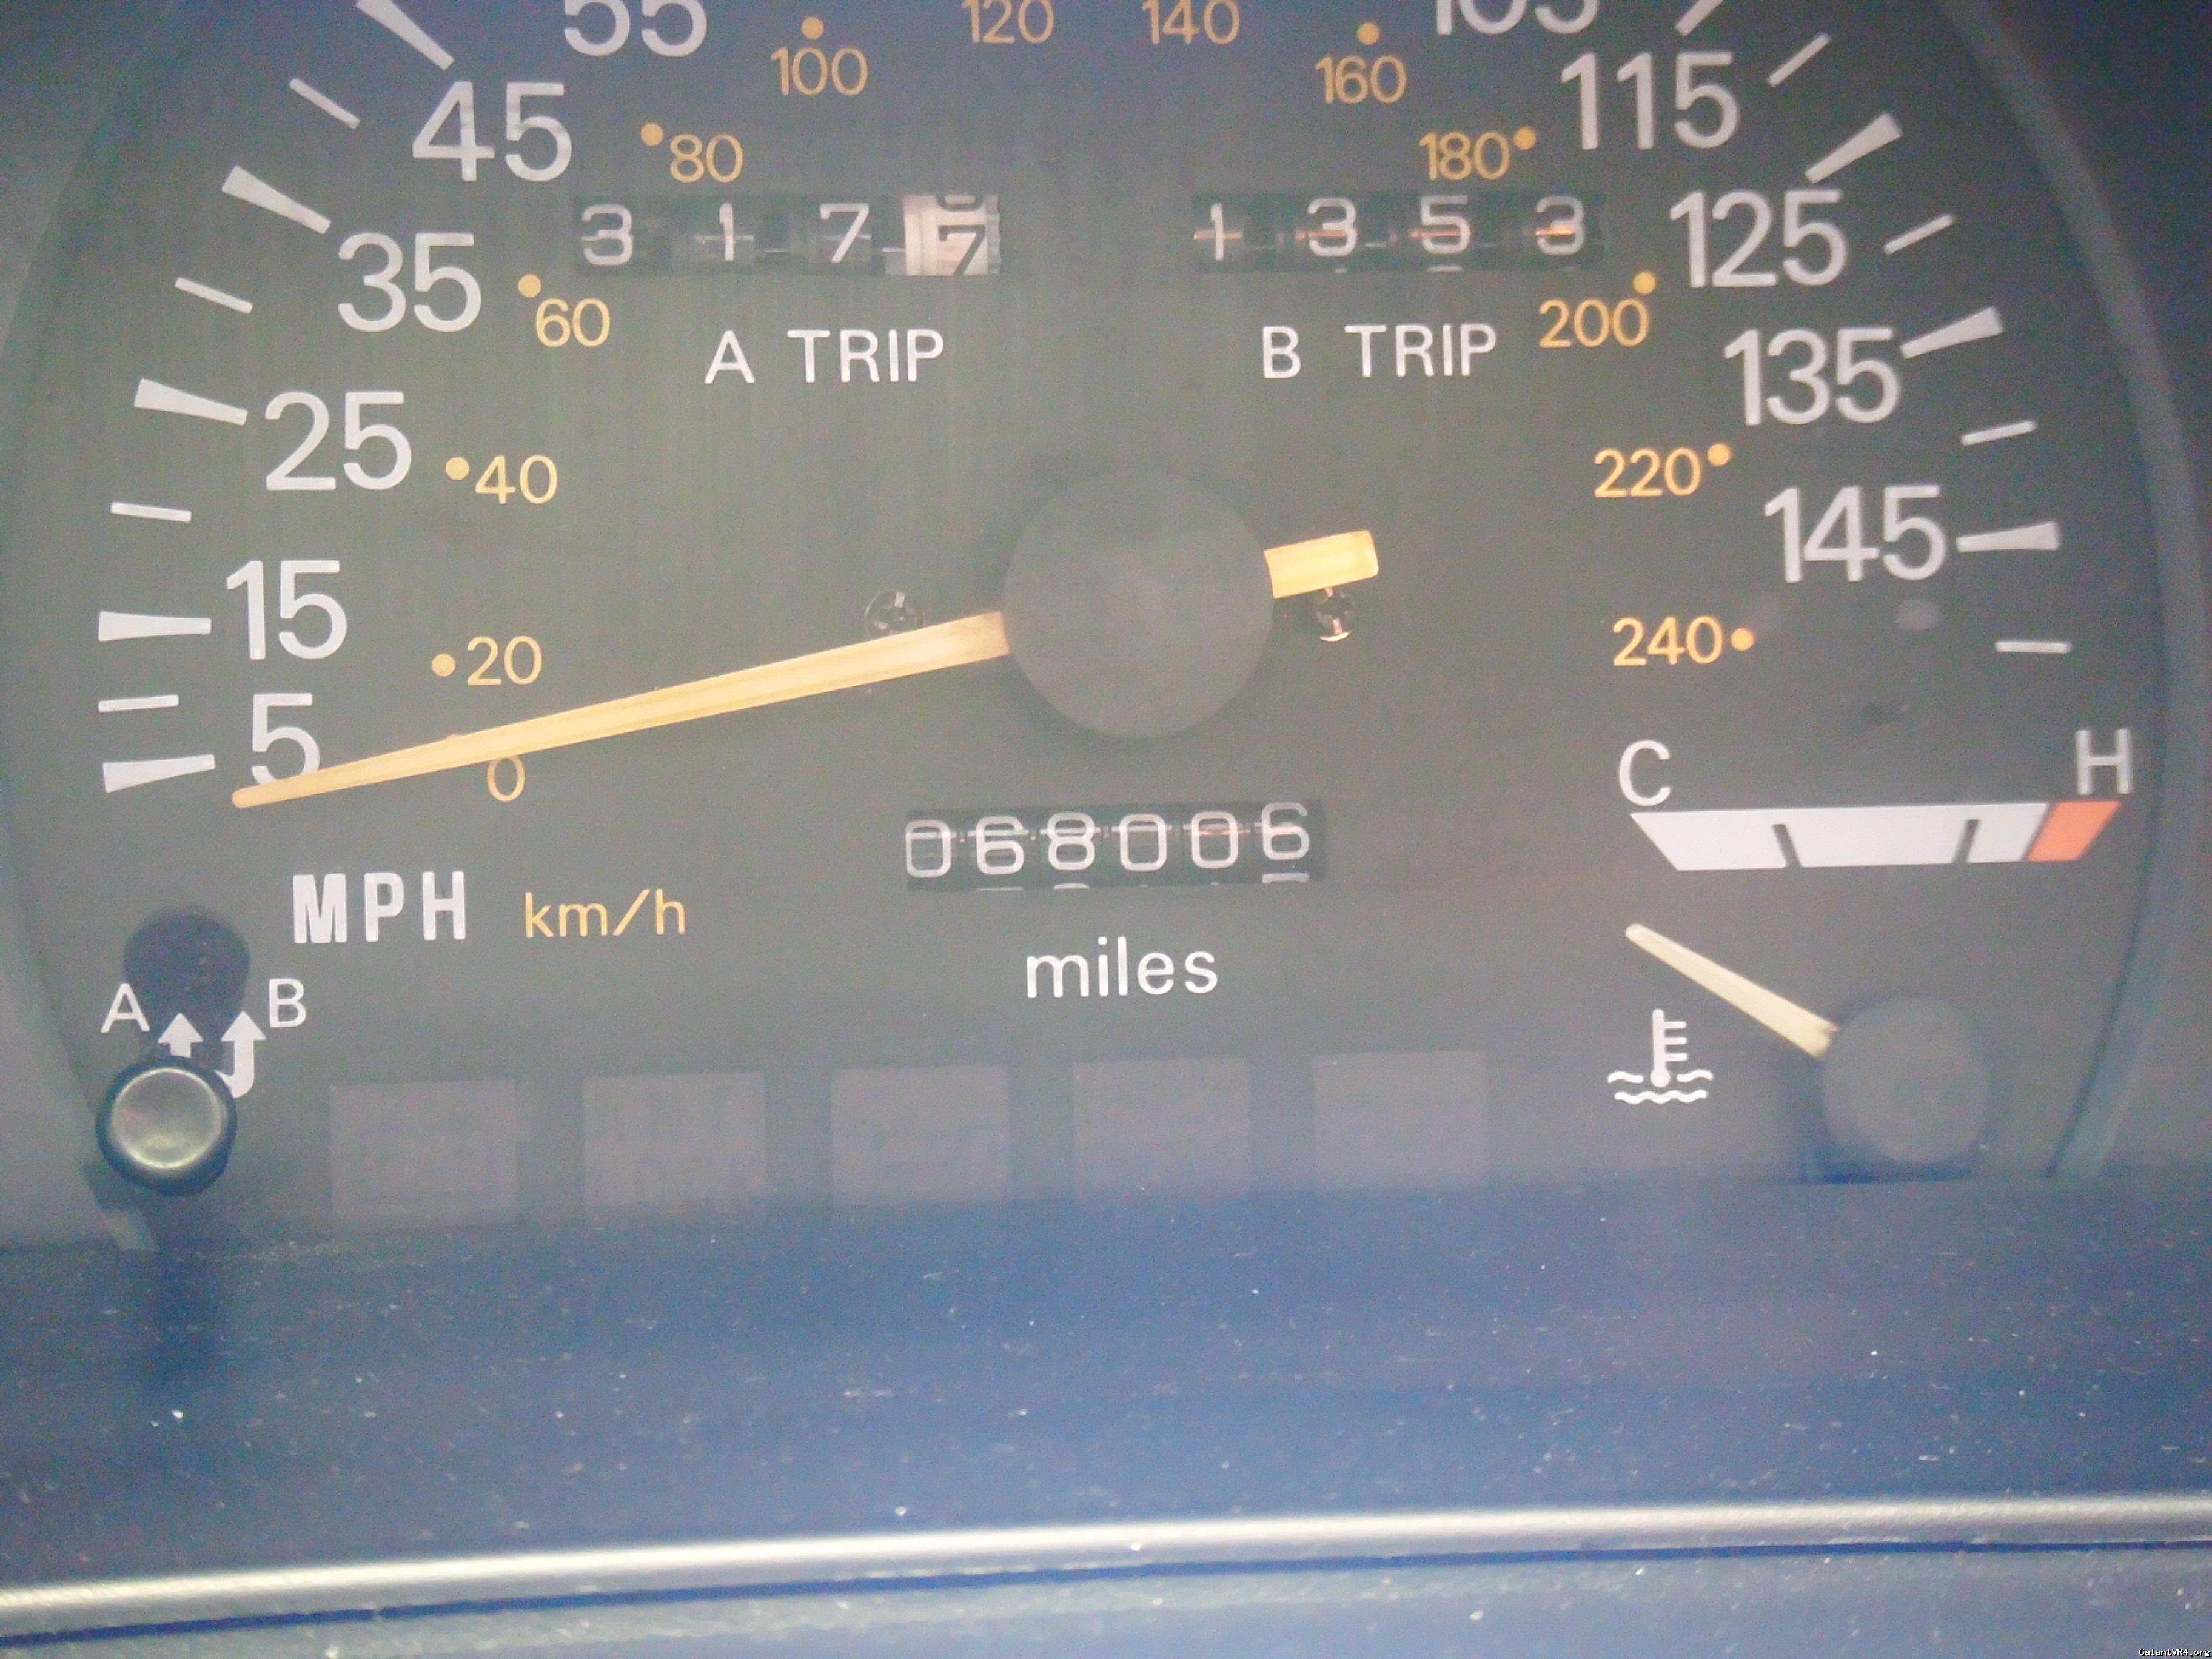 55 100 120 140 160 105
45 80 180 115
3 1 7 7 1 3 5 3 125
35 60 A TRIP B TRIP 200 135
25 40 220 145
15 20 240
5 0 C H
068006
MPH km/h miles
A B
GalantVR4.org